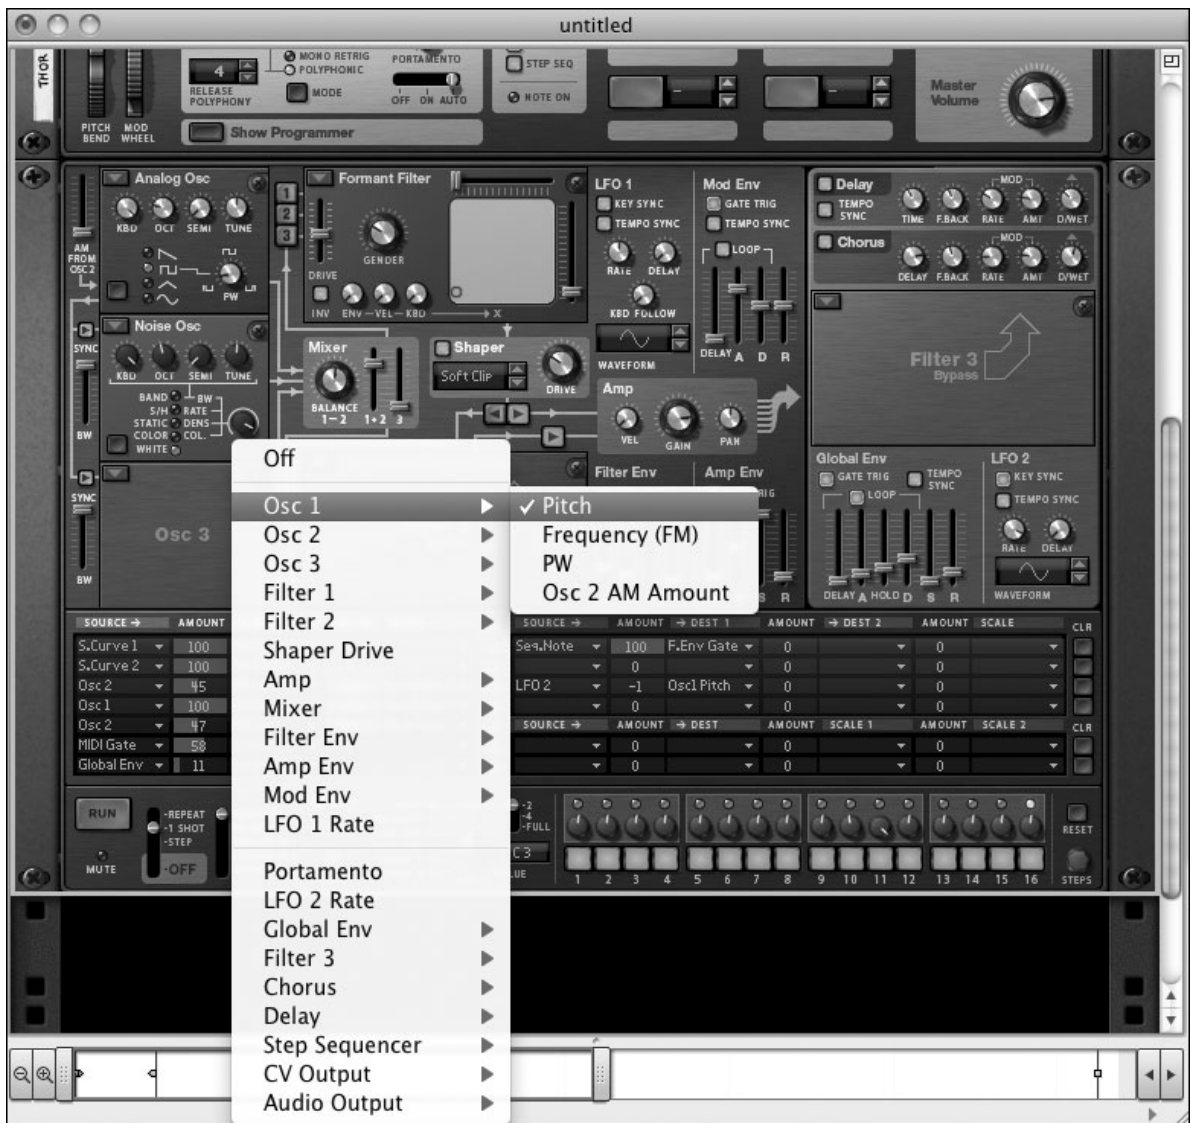 untitled
THOR
PITCH BEND
MOD WHEEL
4
RELEASE POLYPHONY
MONO RETRIG
POLYPHONIC
MODE
PORTAMENTO
OFF ON AUTO
STEP SEQ
NOTE ON
Master Volume
Show Programmer
AM FROM OSC 2
Analog Osc
KBD OCT SEMI TUNE
PW
SYNC
BW
Noise Osc
KBD OCT SEMI TUNE
BAND BW
S/H RATE
STATIC DENS
COLOR COL.
WHITE
SYNC
BW
Osc 3
1
2
3
Formant Filter
GENDER
DRIVE
INV ENV – VEL – KBD X
Mixer
BALANCE
1–2 1+2 3
Shaper
Soft Clip
DRIVE
LFO 1
KEY SYNC
TEMPO SYNC
RATE DELAY
KBD FOLLOW
WAVEFORM
Mod Env
GATE TRIG
TEMPO SYNC
LOOP
DELAY A D R
Amp
VEL GAIN PAN
Filter Env
Amp Env
S R
Delay
TEMPO SYNC
MOD
TIME F.BACK RATE AMT D/WET
Chorus
MOD
DELAY F.BACK RATE AMT D/WET
Filter 3
Bypass
Global Env
GATE TRIG
TEMPO SYNC
LOOP
DELAY A HOLD D S R
LFO 2
KEY SYNC
TEMPO SYNC
RATE DELAY
WAVEFORM
Off
Osc 1
Osc 2
Osc 3
Filter 1
Filter 2
Shaper Drive
Amp
Mixer
Filter Env
Amp Env
Mod Env
LFO 1 Rate
Portamento
LFO 2 Rate
Global Env
Filter 3
Chorus
Delay
Step Sequencer
CV Output
Audio Output
✓ Pitch
Frequency (FM)
PW
Osc 2 AM Amount
SOURCE → AMOUNT
S.Curve 1 100
S.Curve 2 100
Osc 2 45
Osc 1 100
Osc 2 47
MIDI Gate 58
Global Env 11
SOURCE → AMOUNT → DEST 1 AMOUNT → DEST 2 AMOUNT SCALE CLR
Seq.Note 100 F.Env Gate 0 0
0 0 0
LFO 2 -1 Osc1 Pitch 0 0
0 0 0
SOURCE → AMOUNT → DEST AMOUNT SCALE 1 AMOUNT SCALE 2 CLR
0 0 0
0 0 0
RUN
MUTE
-REPEAT
-1 SHOT
-STEP
-OFF
-2
-4
-FULL
C 3
1 2 3 4 5 6 7 8 9 10 11 12 13 14 15 16
RESET
STEPS